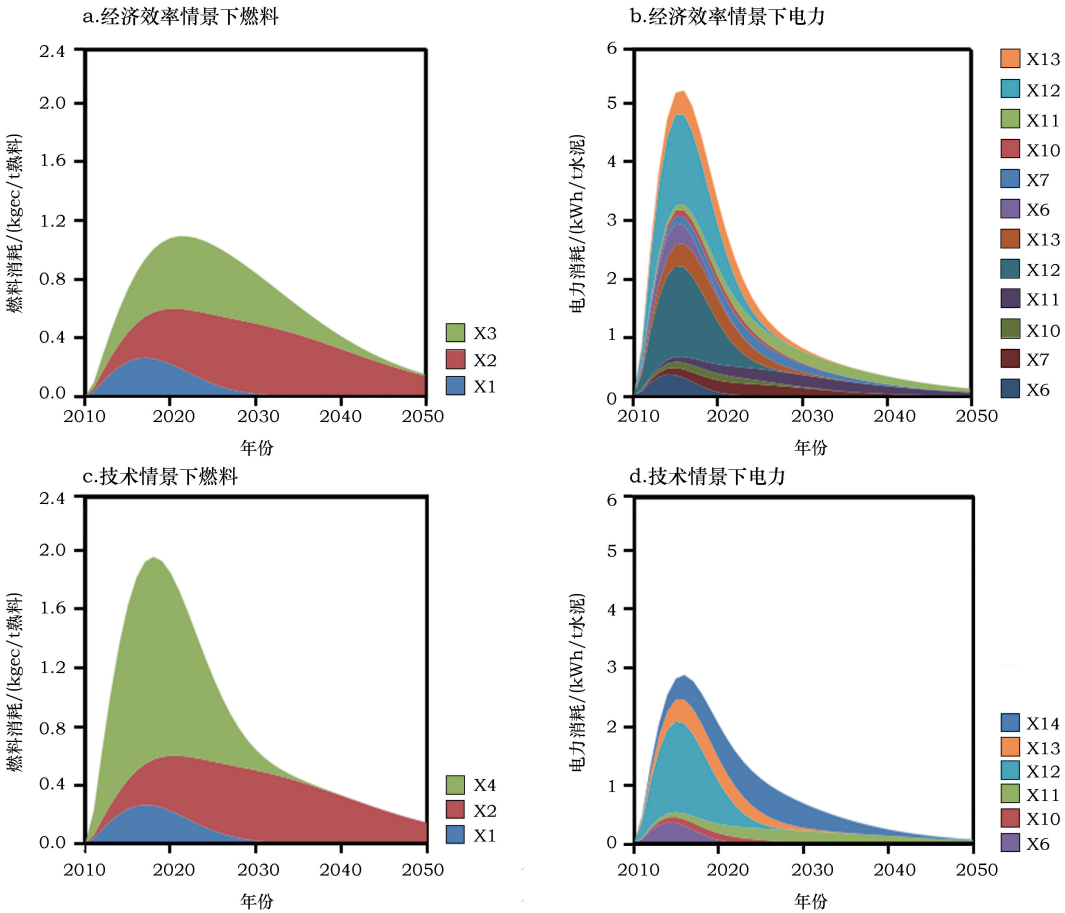 a.经济效率情景下燃料
2.4
2.0
1.6
1.2
0.8
0.4
0.0
燃料消耗/(kgec/t熟料)
2010 2020 2030 2040 2050
年份
X3
X2
X1
b.经济效率情景下电力
6
5
4
3
2
1
0
电力消耗/(kWh/t水泥)
2010 2020 2030 2040 2050
年份
X13
X12
X11
X10
X7
X6
X13
X12
X11
X10
X7
X6
c.技术情景下燃料
2.4
2.0
1.6
1.2
0.8
0.4
0.0
燃料消耗/(kgec/t熟料)
2010 2020 2030 2040 2050
年份
X4
X2
X1
d.技术情景下电力
6
5
4
3
2
1
0
电力消耗/(kWh/t水泥)
2010 2020 2030 2040 2050
年份
X14
X13
X12
X11
X10
X6